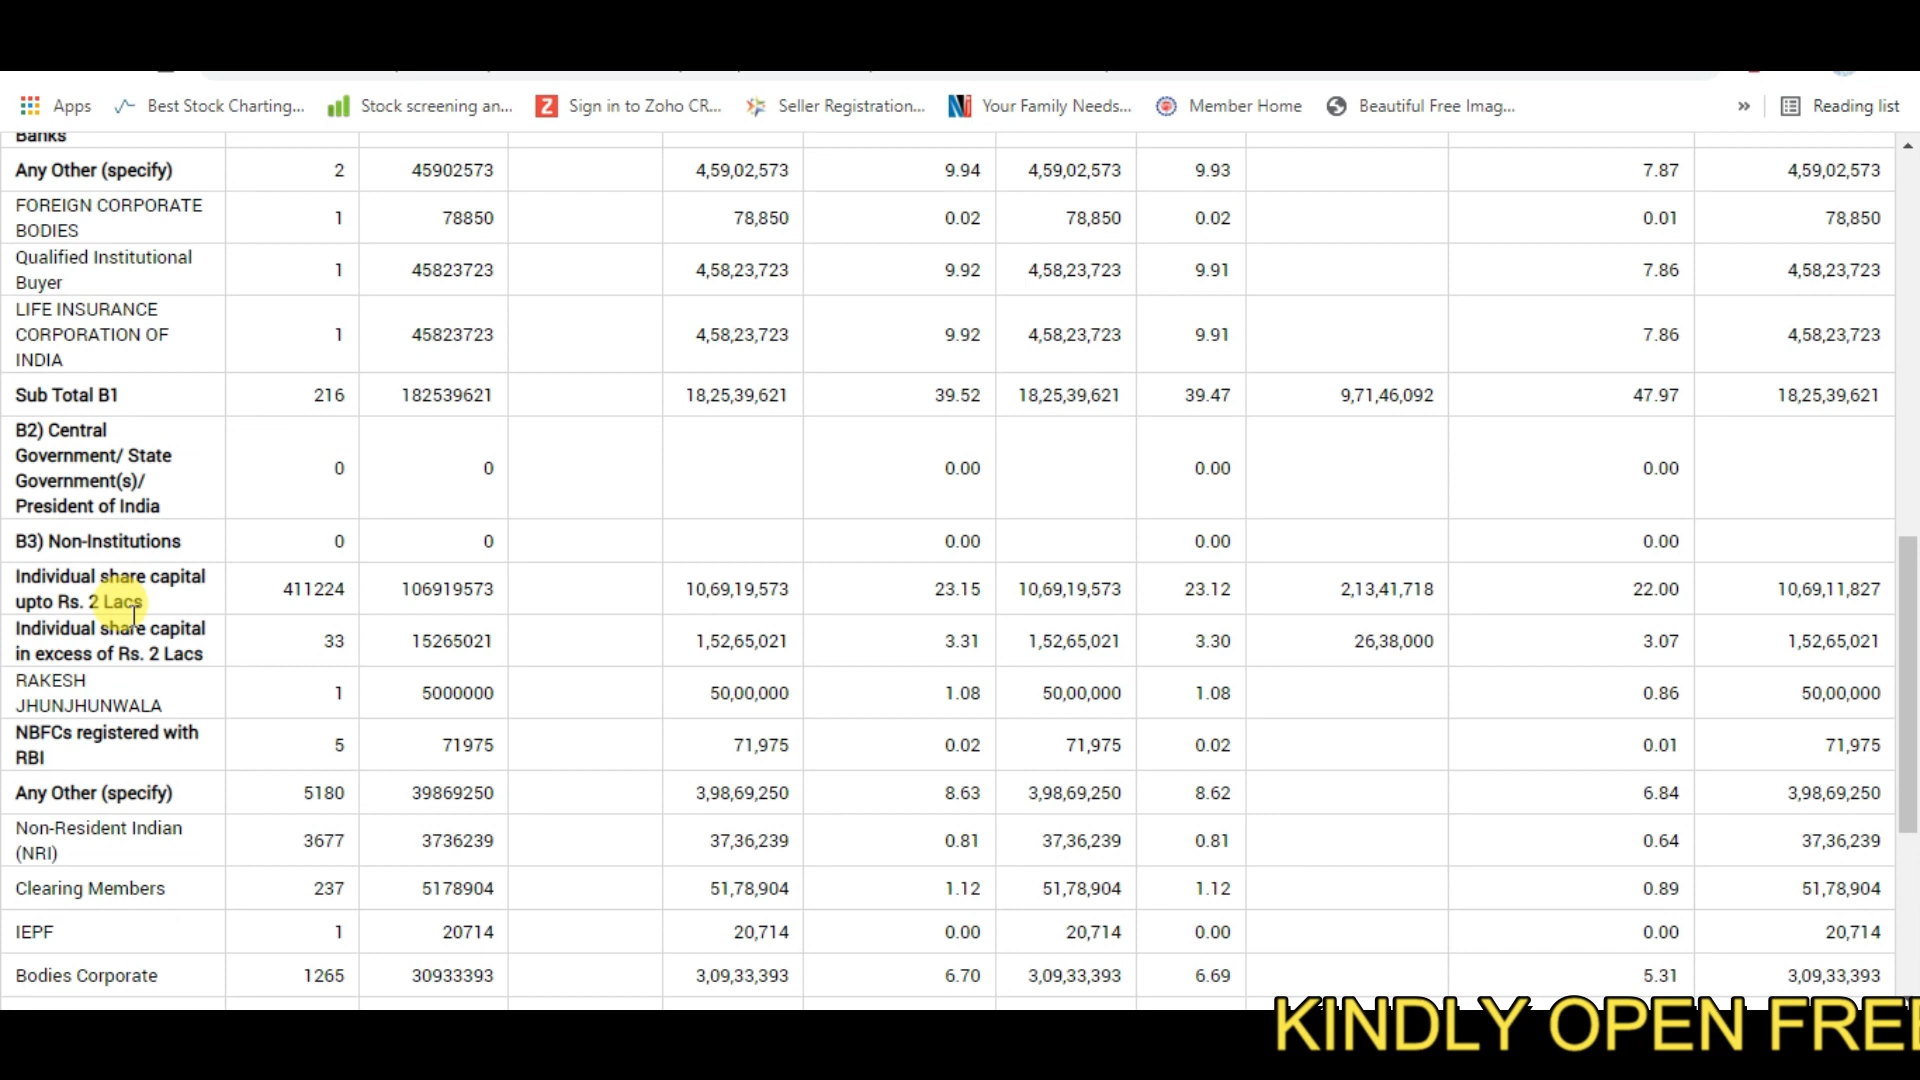 Apps Best Stock Charting... Stock screening an... Sign in to Zoho CR... Seller Registration... Your Family Needs... Member Home Beautiful Free Imag... » Reading list
Banks
Any Other (specify) 2 45902573 4,59,02,573 9.94 4,59,02,573 9.93 7.87 4,59,02,573
FOREIGN CORPORATE
BODIES 1 78850 78,850 0.02 78,850 0.02 0.01 78,850
Qualified Institutional
Buyer 1 45823723 4,58,23,723 9.92 4,58,23,723 9.91 7.86 4,58,23,723
LIFE INSURANCE
CORPORATION OF 1 45823723 4,58,23,723 9.92 4,58,23,723 9.91 7.86 4,58,23,723
INDIA
Sub Total B1 216 182539621 18,25,39,621 39.52 18,25,39,621 39.47 9,71,46,092 47.97 18,25,39,621
B2) Central
Government/ State
Government(s)/ 0 0 0.00 0.00 0.00
President of India
B3) Non-Institutions 0 0 0.00 0.00 0.00
Individual share capital
upto Rs. 2 Lacs 411224 106919573 10,69,19,573 23.15 10,69,19,573 23.12 2,13,41,718 22.00 10,69,11,827
Individual share capital
in excess of Rs. 2 Lacs 33 15265021 1,52,65,021 3.31 1,52,65,021 3.30 26,38,000 3.07 1,52,65,021
RAKESH
JHUNJHUNWALA 1 5000000 50,00,000 1.08 50,00,000 1.08 0.86 50,00,000
NBFCs registered with
RBI 5 71975 71,975 0.02 71,975 0.02 0.01 71,975
Any Other (specify) 5180 39869250 3,98,69,250 8.63 3,98,69,250 8.62 6.84 3,98,69,250
Non-Resident Indian
(NRI) 3677 3736239 37,36,239 0.81 37,36,239 0.81 0.64 37,36,239
Clearing Members 237 5178904 51,78,904 1.12 51,78,904 1.12 0.89 51,78,904
IEPF 1 20714 20,714 0.00 20,714 0.00 0.00 20,714
Bodies Corporate 1265 30933393 3,09,33,393 6.70 3,09,33,393 6.69 5.31 3,09,33,393
KINDLY OPEN FREE